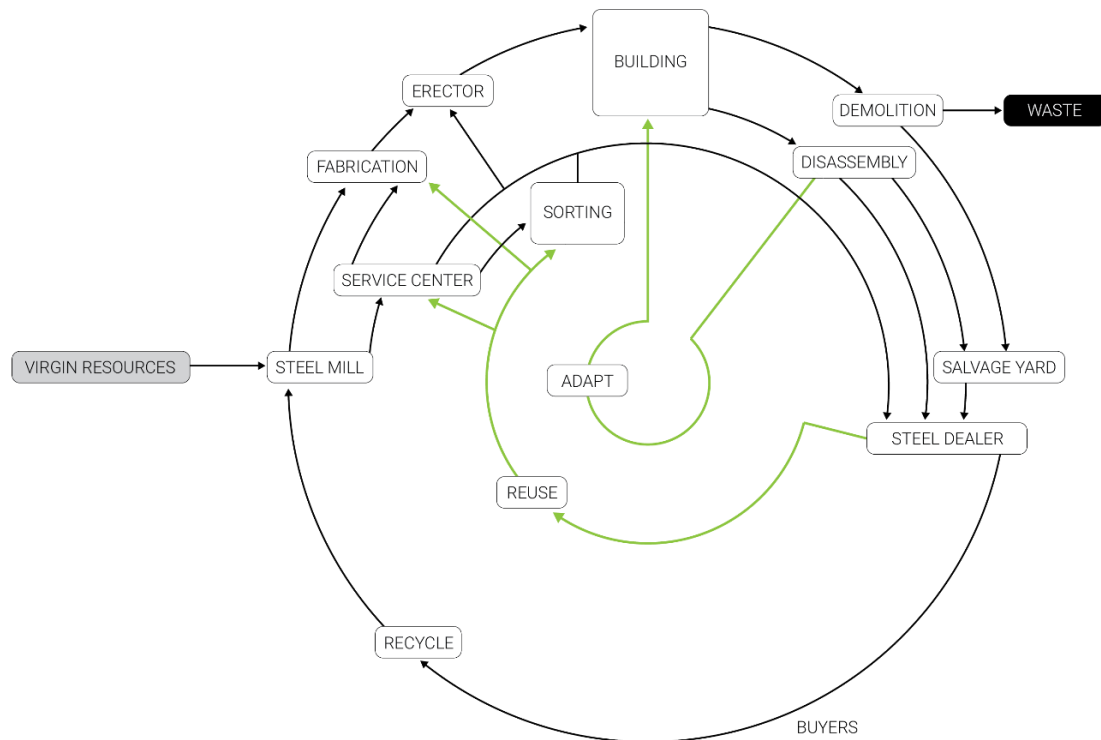 BUILDING
ERECTOR
DEMOLITION
WASTE
FABRICATION
DISASSEMBLY
SORTING
SERVICE CENTER
VIRGIN RESOURCES
STEEL MILL
ADAPT
SALVAGE YARD
STEEL DEALER
REUSE
RECYCLE
BUYERS